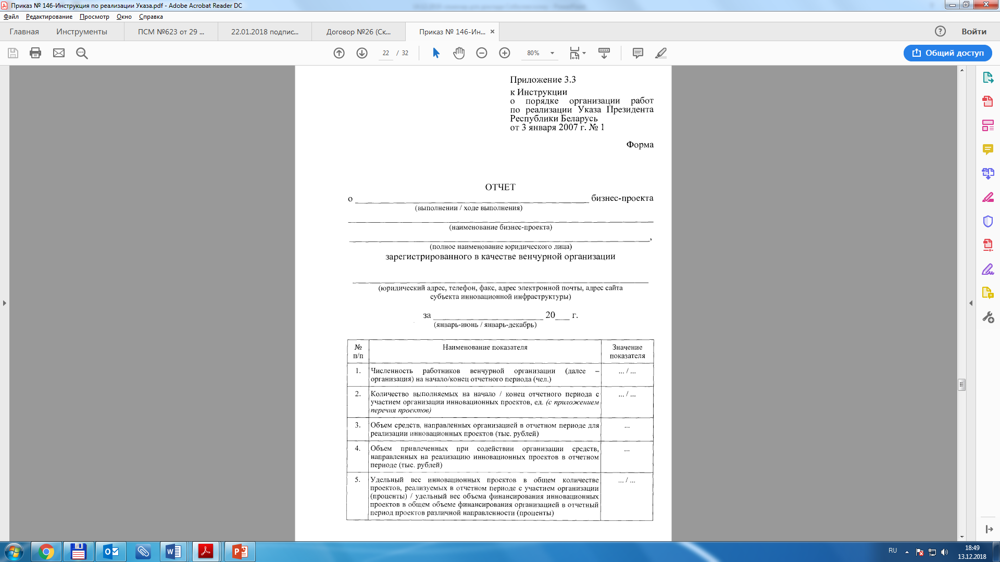 Приказ № 146-Инструкция по реализации Указа.pdf - Adobe Acrobat Reader DC
Файл Редактирование Просмотр Окно Справка
Главная Инструменты ПСМ №623 от 29 ... 22.01.2018 подпис... Договор №26 (Ск... Приказ № 146-Ин... × ? Войти
22 / 32 80% Общий доступ
Приложение 3.3
к Инструкции
о порядке организации работ
по реализации Указа Президента
Республики Беларусь
от 3 января 2007 г. № 1
Форма
ОТЧЕТ
о ______________________ бизнес-проекта
(выполнении / ходе выполнения)
(наименование бизнес-проекта)
______________________,
(полное наименование юридического лица)
зарегистрированного в качестве венчурной организации
(юридический адрес, телефон, факс, адрес электронной почты, адрес сайта
субъекта инновационной инфраструктуры)
за ______________________ 20___ г.
(январь-июнь / январь-декабрь)
№ Наименование показателя Значение
п/п показателя
1. Численность работников венчурной организации (далее – ... / ...
организация) на начало/конец отчетного периода (чел.)
2. Количество выполняемых на начало / конец отчетного периода с ... / ...
участием организации инновационных проектов, ед. (с приложением
перечня проектов)
3. Объем средств, направленных организацией в отчетном периоде для ...
реализации инновационных проектов (тыс. рублей)
4. Объем привлеченных при содействии организации средств, ...
направленных на реализацию инновационных проектов в отчетном
периоде (тыс. рублей)
5. Удельный вес инновационных проектов в общем количестве ... / ...
проектов, реализуемых в отчетном периоде с участием организации
(проценты) / удельный вес объема финансирования инновационных
проектов в общем объеме финансирования организацией в отчетный
период проектов различной направленности (проценты)
RU 18:49
13.12.2018